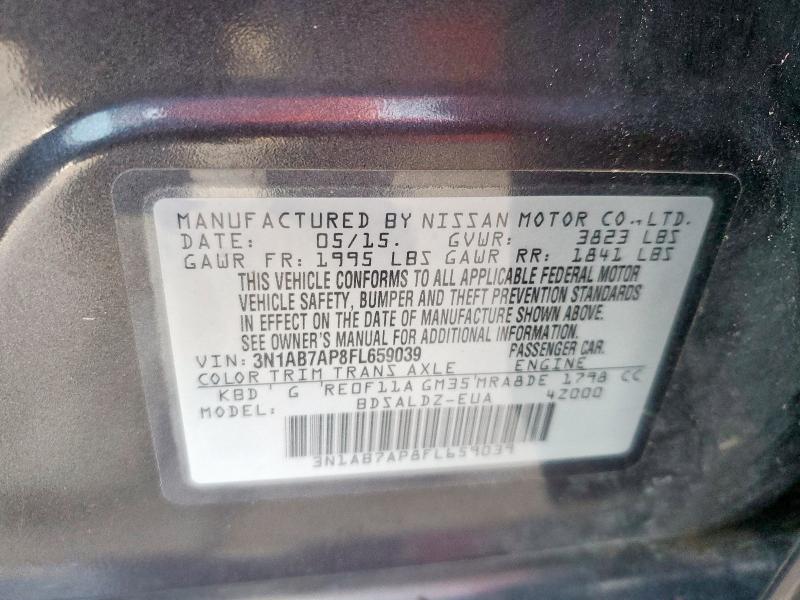 MANUFACTURED BY NISSAN MOTOR CO., LTD.
DATE: 05/15. GVWR: 3823 LBS
GAWR FR: 1995 LBS GAWR RR: 1841 LBS
THIS VEHICLE CONFORMS TO ALL APPLICABLE FEDERAL MOTOR
VEHICLE SAFETY, BUMPER AND THEFT PREVENTION STANDARDS
IN EFFECT ON THE DATE OF MANUFACTURE SHOWN ABOVE.
SEE OWNER'S MANUAL FOR ADDITIONAL INFORMATION.
VIN: 3N1AB7AP8FL659039 PASSENGER CAR.
COLOR TRIM TRANS AXLE ENGINE
KBD G RE0F11A GM35 MRA8DE 1798 CC
MODEL: BDSALDZ-EUA 4Z000
3N1AB7AP8FL659039